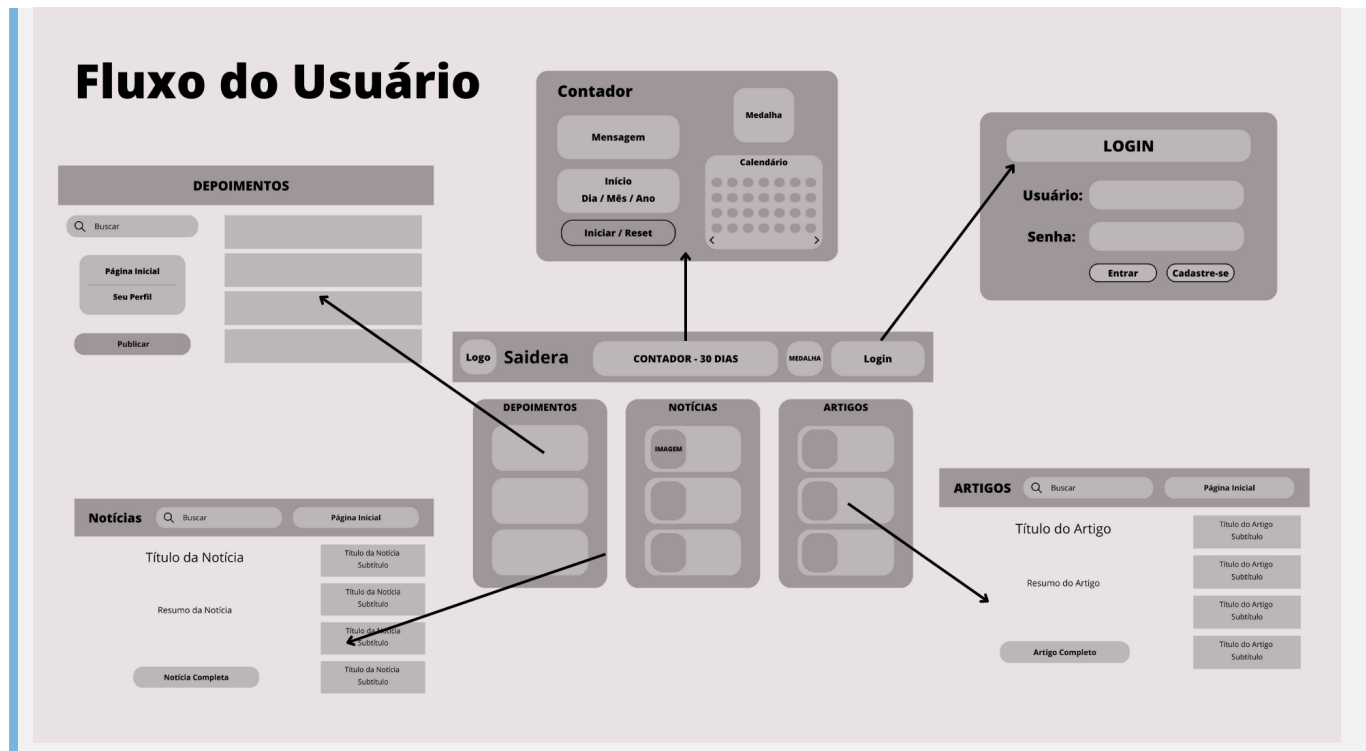 Fluxo do Usuário
Contador
Medalha
Mensagem
Calendário
Início
Dia / Mês / Ano
Iniciar / Reset
LOGIN
Usuário:
Senha:
Entrar
Cadastre-se
DEPOIMENTOS
Buscar
Página Inicial
Seu Perfil
Publicar
Logo
Saidera
CONTADOR - 30 DIAS
MEDALHA
Login
DEPOIMENTOS
NOTÍCIAS
IMAGEM
ARTIGOS
Notícias
Buscar
Página Inicial
Título da Notícia
Resumo da Notícia
Notícia Completa
Título da Notícia
Subtítulo
Título da Notícia
Subtítulo
Título da Notícia
Subtítulo
Título da Notícia
Subtítulo
ARTIGOS
Buscar
Página Inicial
Título do Artigo
Resumo do Artigo
Artigo Completo
Título do Artigo
Subtítulo
Título do Artigo
Subtítulo
Título do Artigo
Subtítulo
Título do Artigo
Subtítulo